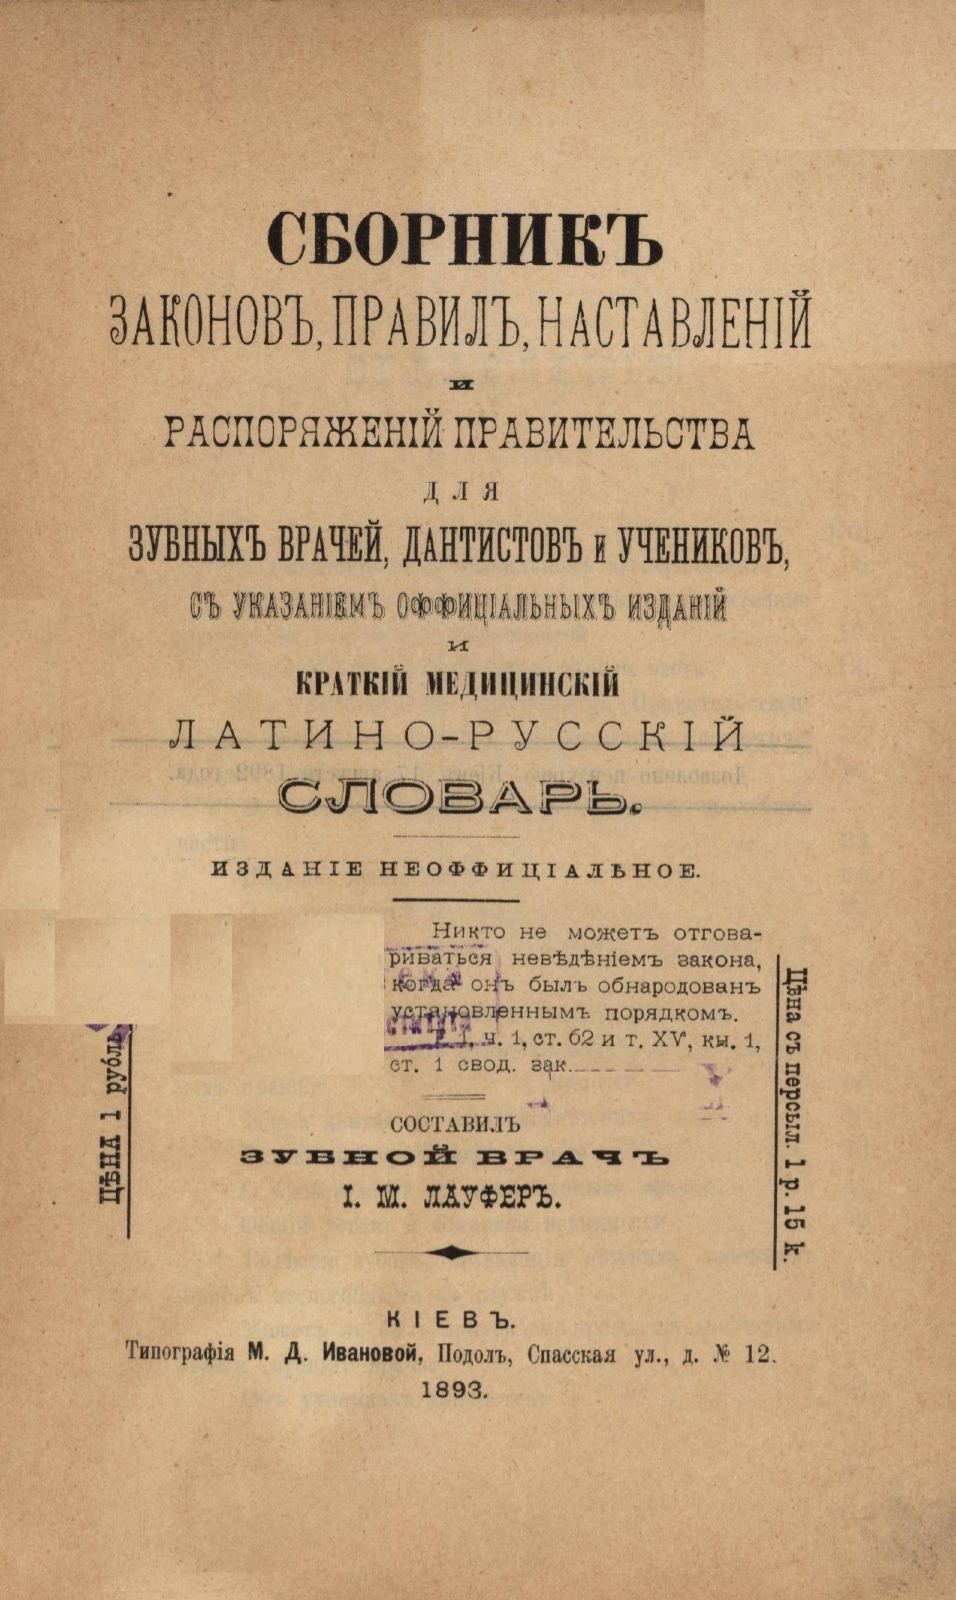 СБОРНИКЪ
ЗАКОНОВЪ, ПРАВИЛЪ, НАСТАВЛЕНІЙ
И
РАСПОРЯЖЕНІЙ ПРАВИТЕЛЬСТВА
ДЛЯ
ЗУБНЫХЪ ВРАЧЕЙ, ДАНТИСТОВЪ и УЧЕНИКОВЪ,
СЪ УКАЗАНІЕМЪ ОФФИЦІАЛЬНЫХЪ ИЗДАНІЙ
И
КРАТКІЙ МЕДИЦИНСКІЙ
ЛАТИНО-РУССКІЙ
СЛОВАРЬ.
ИЗДАНІЕ НЕОФФИЦІАЛЬНОЕ.
Никто не можетъ отгова-
риваться невѣдѣніемъ закона,
когда онъ былъ обнародованъ
установленнымъ порядкомъ.
Т. 1, ч. 1, ст. 62 и т. XV, кн. 1,
ст. 1 свод. зак.
ЦѢНА 1 рубль
Цѣна съ персыл. 1 р. 15 к.
СОСТАВИЛЪ
ЗУБНОЙ ВРАЧЪ
І. М. ЛАУФЕРЪ.
КІЕВЪ.
Типографія М. Д. Ивановой, Подолъ, Спасская ул., д. № 12.
1893.